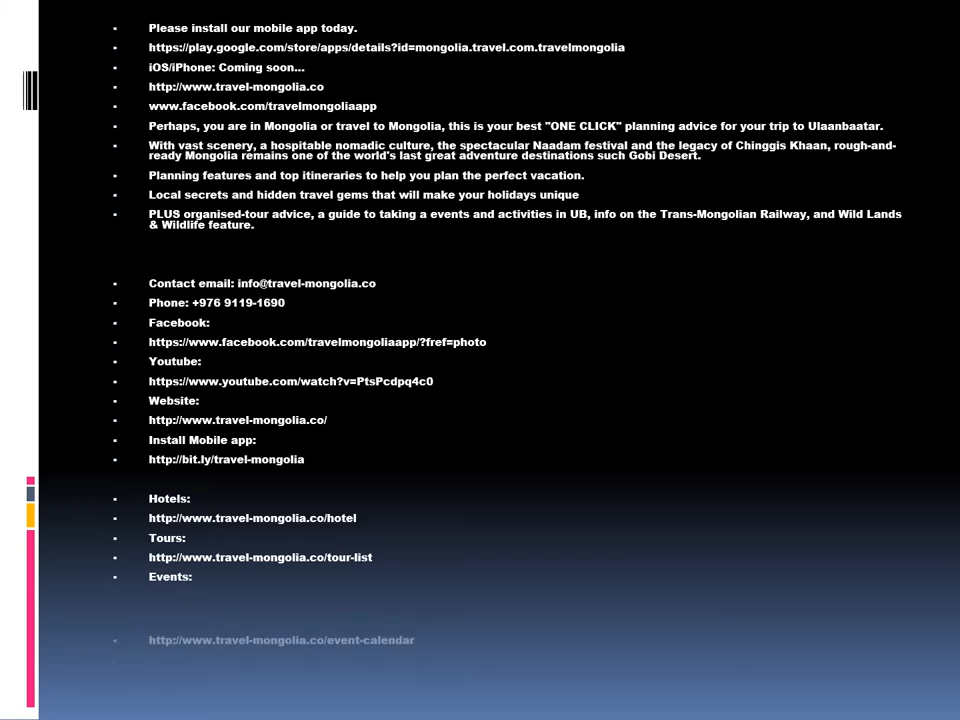 Please install our mobile app today.
https://play.google.com/store/apps/details?id=mongolia.travel.com.travelmongolia
iOS/iPhone: Coming soon...
http://www.travel-mongolia.co
www.facebook.com/travelmongoliaapp
Perhaps, you are in Mongolia or travel to Mongolia, this is your best "ONE CLICK" planning advice for your trip to Ulaanbaatar.
With vast scenery, a hospitable nomadic culture, the spectacular Naadam festival and the legacy of Chinggis Khaan, rough-and-
ready Mongolia remains one of the world's last great adventure destinations such Gobi Desert.
Planning features and top itineraries to help you plan the perfect vacation.
Local secrets and hidden travel gems that will make your holidays unique
PLUS organised-tour advice, a guide to taking a events and activities in UB, info on the Trans-Mongolian Railway, and Wild Lands
& Wildlife feature.
Contact email: info@travel-mongolia.co
Phone: +976 9119-1690
Facebook:
https://www.facebook.com/travelmongoliaapp/?fref=photo
Youtube:
https://www.youtube.com/watch?v=PtsPcdpq4c0
Website:
http://www.travel-mongolia.co/
Install Mobile app:
http://bit.ly/travel-mongolia
Hotels:
http://www.travel-mongolia.co/hotel
Tours:
http://www.travel-mongolia.co/tour-list
Events:
http://www.travel-mongolia.co/event-calendar